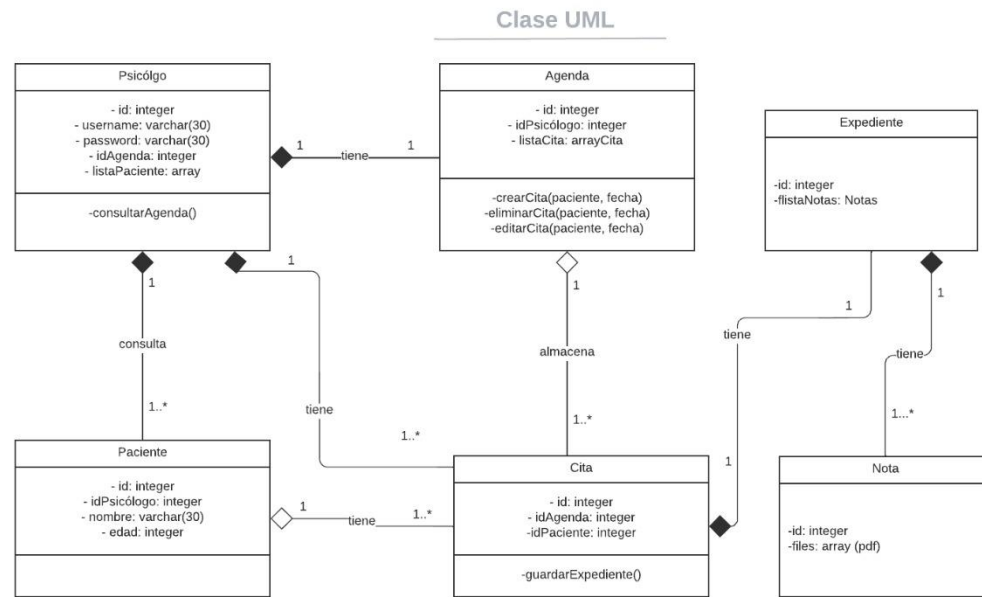 Clase UML
Psicólgo
- id: integer
- username: varchar(30)
- password: varchar(30)
- idAgenda: integer
- listaPaciente: array
-consultarAgenda()
1
tiene
1
Agenda
- id: integer
- idPsicólogo: integer
- listaCita: arrayCita
-crearCita(paciente, fecha)
-eliminarCita(paciente, fecha)
-editarCita(paciente, fecha)
Expediente
-id: integer
-flistaNotas: Notas
1
consulta
1..*
1
tiene
1..*
1
almacena
1..*
1
tiene
1
1
tiene
1...*
Paciente
- id: integer
- idPsicólogo: integer
- nombre: varchar(30)
- edad: integer
1
tiene
1..*
Cita
- id: integer
- idAgenda: integer
-idPaciente: integer
-guardarExpediente()
Nota
-id: integer
-files: array (pdf)